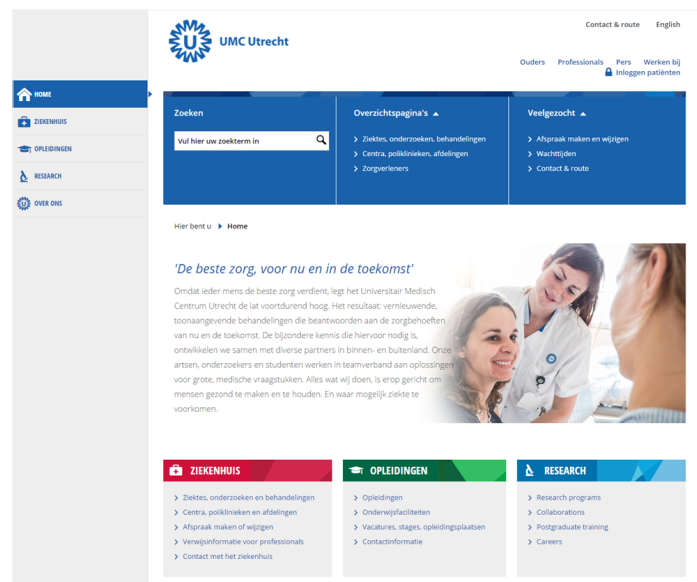 Contact & route English
UMC Utrecht
Ouders Professionals Pers Werken bij
Inloggen patiënten
HOME
ZIEKENHUIS
OPLEIDINGEN
RESEARCH
OVER ONS
Zoeken
Vul hier uw zoekterm in
Overzichtspagina's
Ziektes, onderzoeken, behandelingen
Centra, poliklinieken, afdelingen
Zorgverleners
Veelgezocht
Afspraak maken en wijzigen
Wachttijden
Contact & route
Hier bent u Home
'De beste zorg, voor nu en in de toekomst'
Omdat ieder mens de beste zorg verdient, legt het Universitair Medisch
Centrum Utrecht de lat voortdurend hoog. Het resultaat: vernieuwende,
toonaangevende behandelingen die beantwoorden aan de zorgbehoeften
van nu en de toekomst. De bijzondere kennis die hiervoor nodig is,
ontwikkelen we samen met diverse partners in binnen- en buitenland. Onze
artsen, onderzoekers en studenten werken in teamverband aan oplossingen
voor grote, medische vraagstukken. Alles wat wij doen, is erop gericht om
mensen gezond te maken en te houden. En waar mogelijk ziekte te
voorkomen.
ZIEKENHUIS
Ziektes, onderzoeken en behandelingen
Centra, poliklinieken en afdelingen
Afspraak maken of wijzigen
Verwijsinformatie voor professionals
Contact met het ziekenhuis
OPLEIDINGEN
Opleidingen
Onderwijsfaciliteiten
Vacatures, stages, opleidingsplaatsen
Contactinformatie
RESEARCH
Research programs
Collaborations
Postgraduate training
Careers